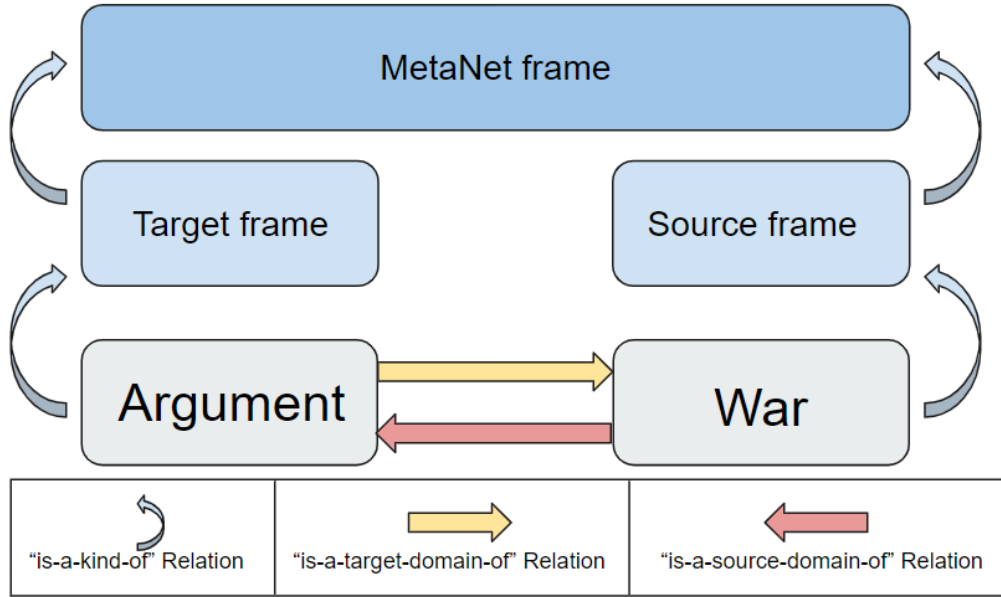 MetaNet frame
Target frame
Source frame
Argument
War
“is-a-kind-of” Relation
“is-a-target-domain-of” Relation
“is-a-source-domain-of” Relation